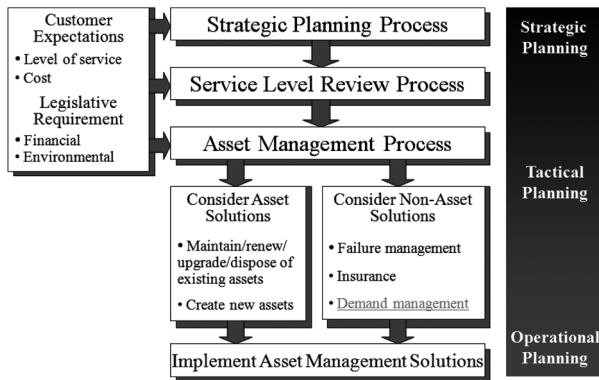 Customer
Expectations
• Level of service
• Cost
Legislative
Requirement
• Financial
• Environmental
Strategic Planning Process
Service Level Review Process
Asset Management Process
Consider Asset
Solutions
• Maintain/renew/
upgrade/dispose of
existing assets
• Create new assets
Consider Non-Asset
Solutions
• Failure management
• Insurance
• Demand management
Implement Asset Management Solutions
Strategic
Planning
Tactical
Planning
Operational
Planning